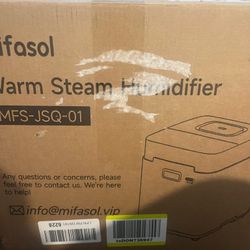 Mifasol
Warm Steam Humidifier
MFS-JSQ-01
Any questions or concerns, please
feel free to contact us. We're here
to help!
info@mifasol.vip